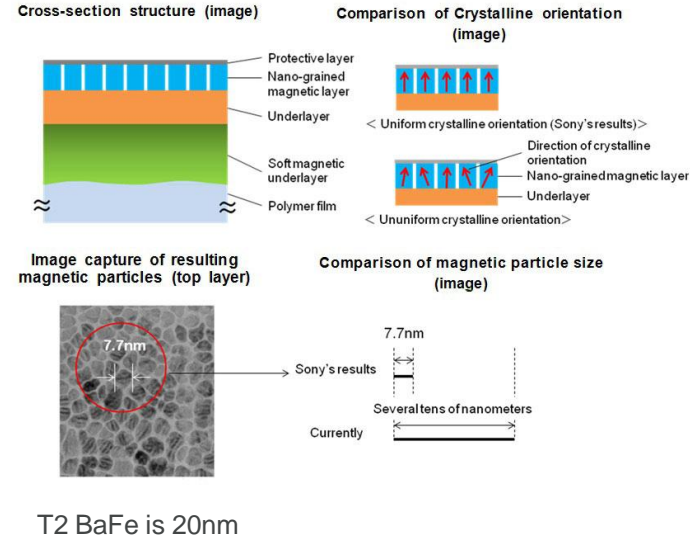 Cross-section structure (image)
Protective layer
Nano-grained
magnetic layer
Underlayer
Soft magnetic
underlayer
Polymer film
Comparison of Crystalline orientation
(image)
< Uniform crystalline orientation (Sony's results)>
Direction of crystalline
orientation
Nano-grained magnetic layer
Underlayer
< Ununiform crystalline orientation>
Image capture of resulting
magnetic particles (top layer)
7.7nm
Comparison of magnetic particle size
(image)
7.7nm
Sony's results
Several tens of nanometers
Currently
T2 BaFe is 20nm